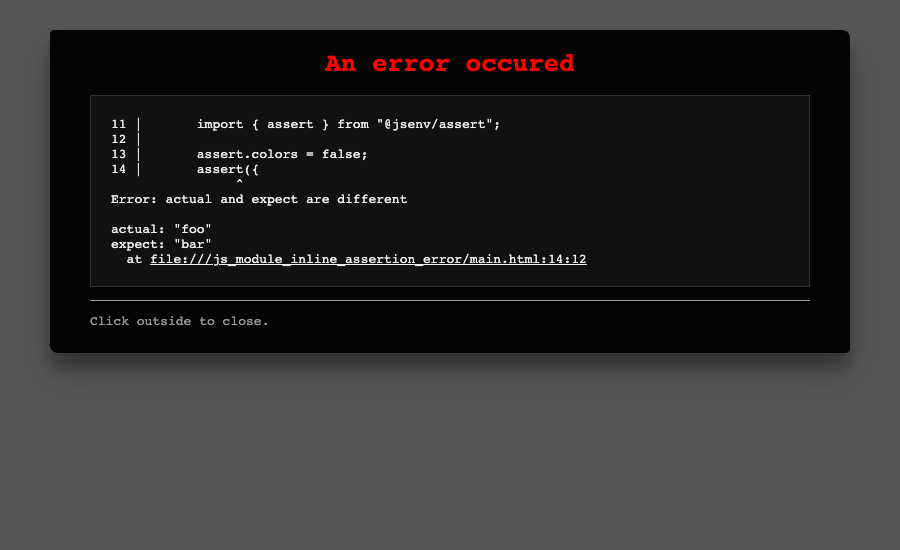 An error occured
11 |       import { assert } from "@jsenv/assert";
12 |
13 |       assert.colors = false;
14 |       assert({
                ^
Error: actual and expect are different
actual: "foo"
expect: "bar"
  at file:///js_module_inline_assertion_error/main.html:14:12
Click outside to close.